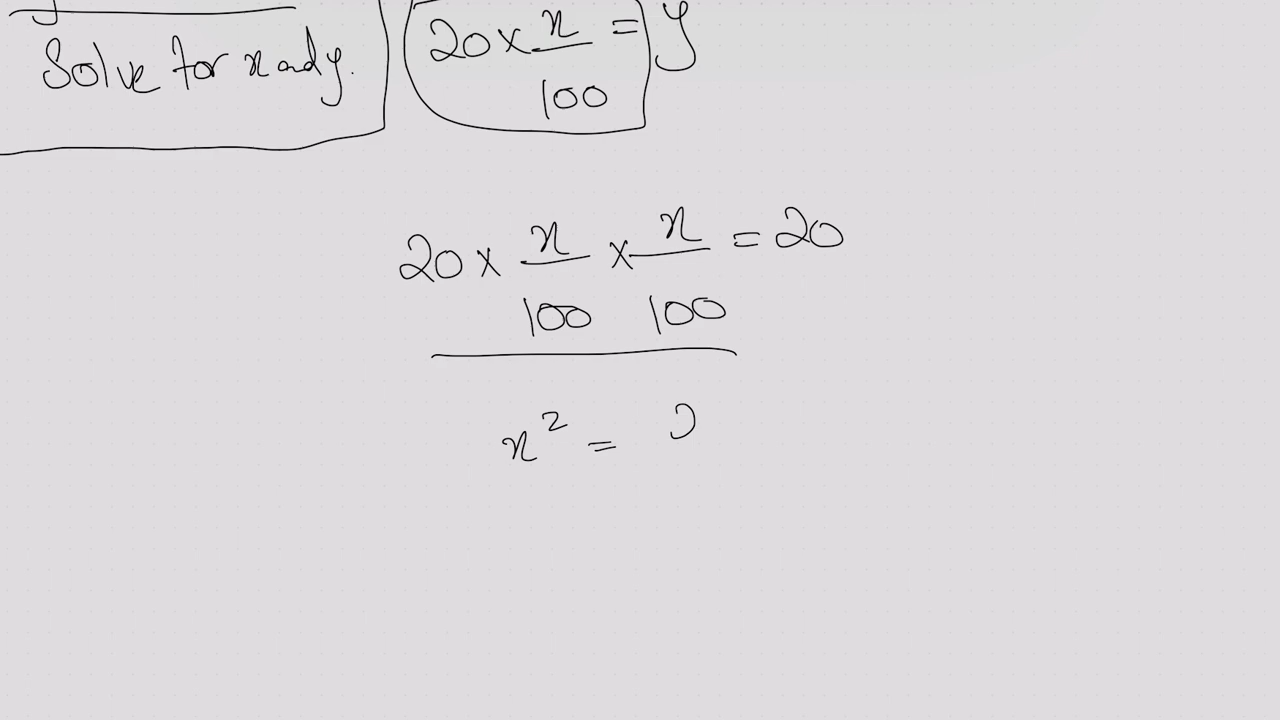 Solve for x and y.
20 × x/100 = y
20 × x/100 × x/100 = 20
x² =